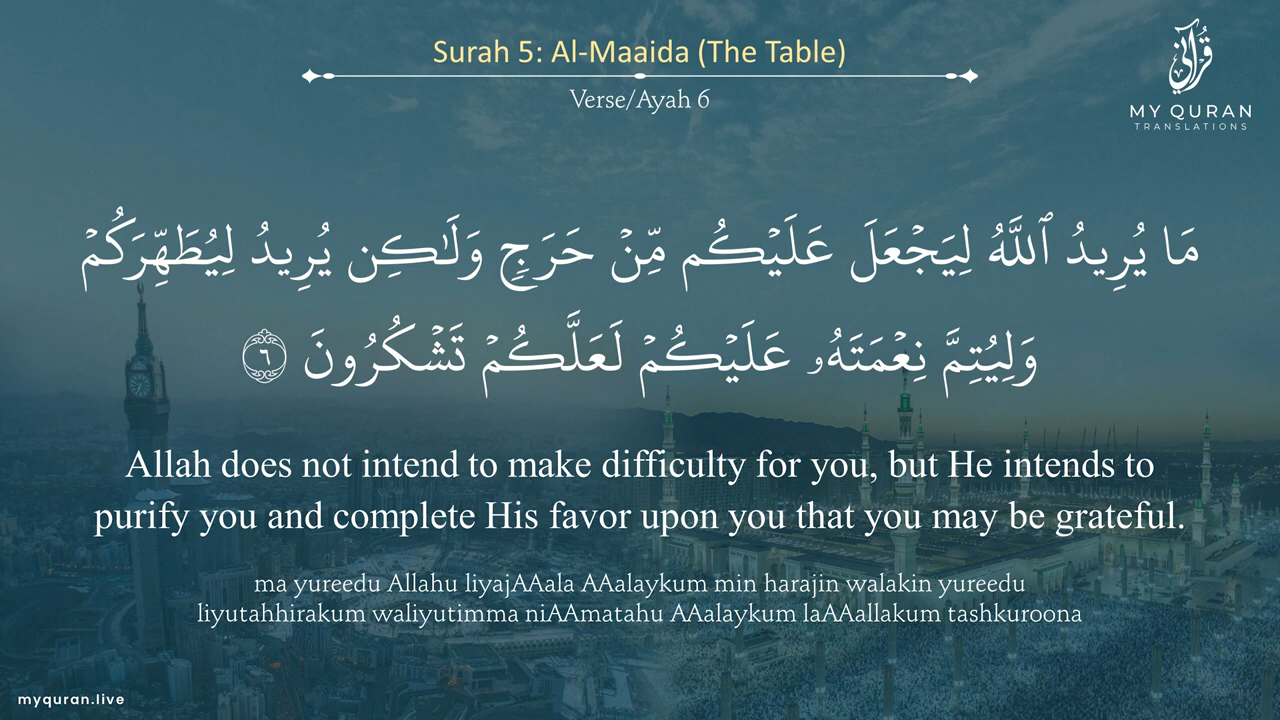 Surah 5: Al-Maaida (The Table)
Verse/Ayah 6
قرآني
MY QURAN
TRANSLATIONS
مَا يُرِيدُ ٱللَّهُ لِيَجْعَلَ عَلَيْكُم مِّنْ حَرَجٍ وَلَـٰكِن يُرِيدُ لِيُطَهِّرَكُمْ
وَلِيُتِمَّ نِعْمَتَهُۥ عَلَيْكُمْ لَعَلَّكُمْ تَشْكُرُونَ ٦
Allah does not intend to make difficulty for you, but He intends to
purify you and complete His favor upon you that you may be grateful.
ma yureedu Allahu liyajAAala AAalaykum min harajin walakin yureedu
liyutahhirakum waliyutimma niAAmatahu AAalaykum laAAallakum tashkuroona
myquran.live